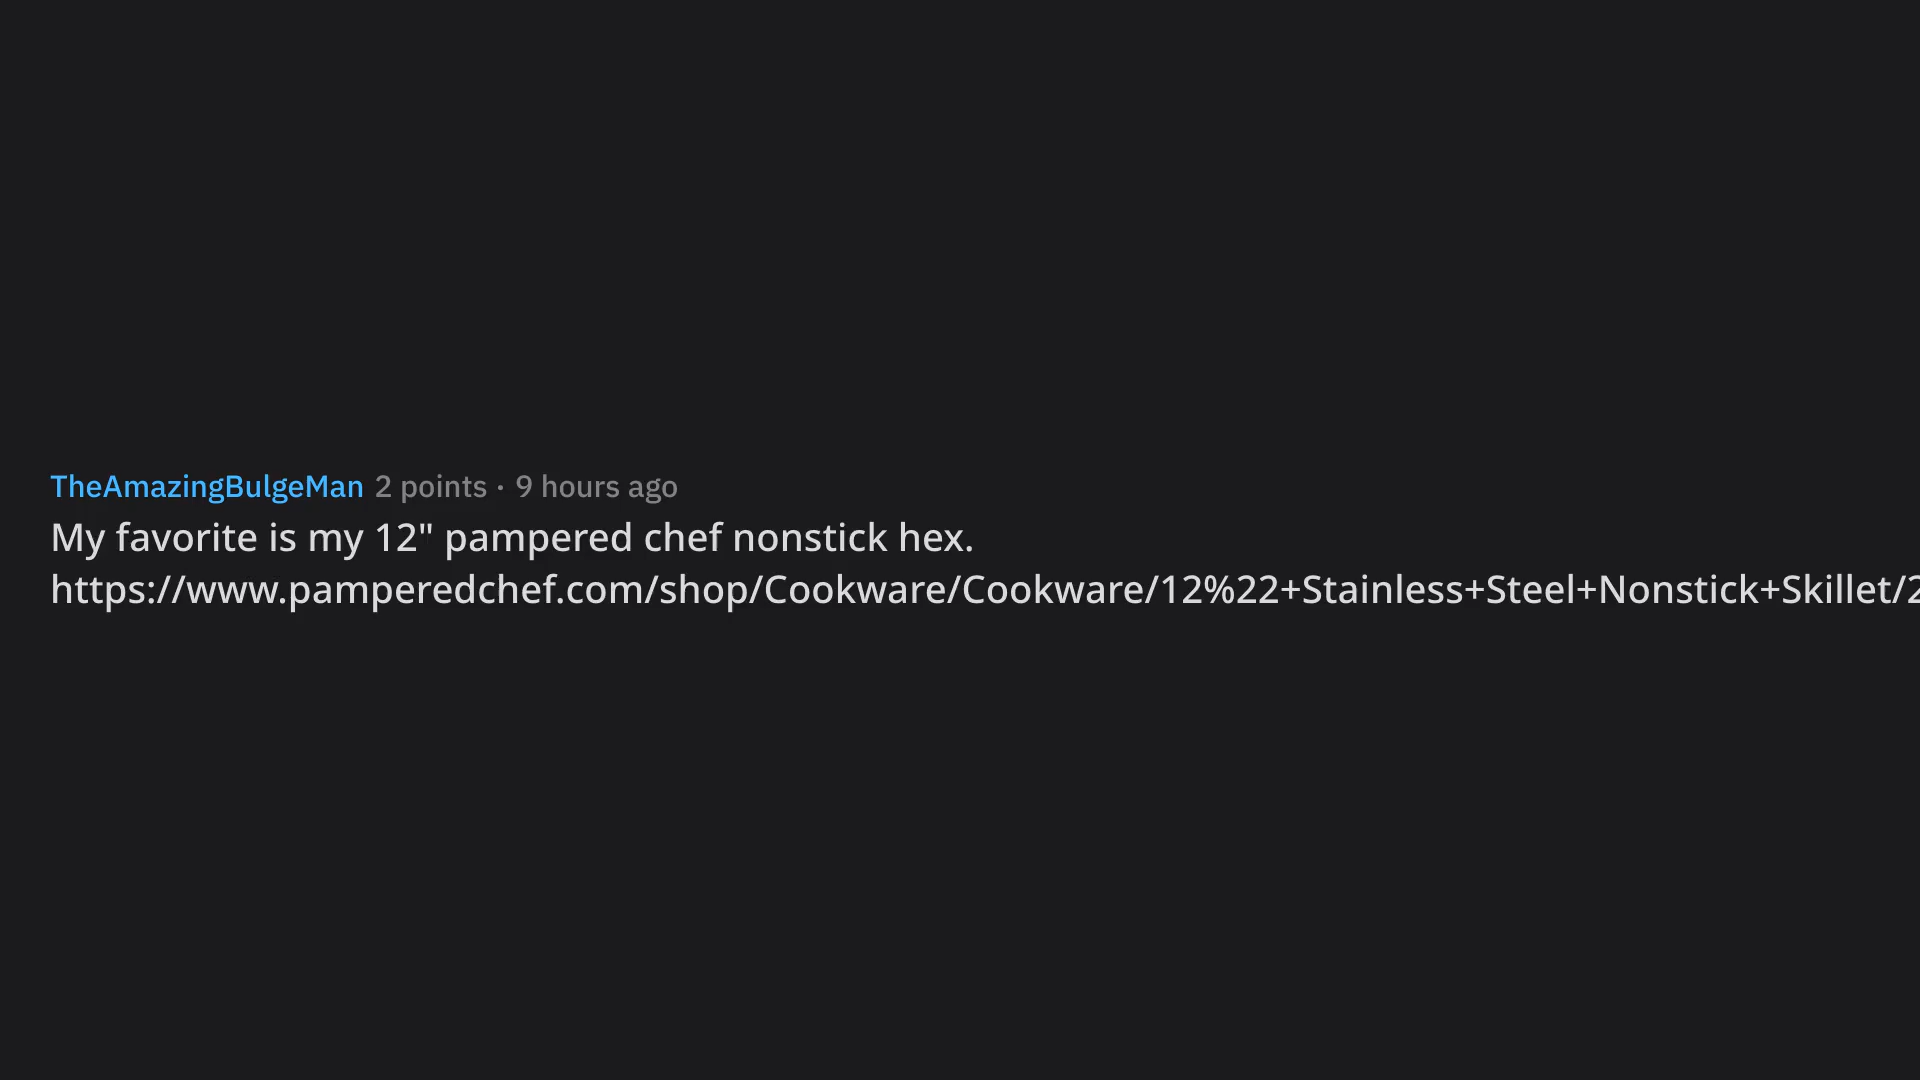 TheAmazingBulgeMan 2 points · 9 hours ago
My favorite is my 12" pampered chef nonstick hex.
https://www.pamperedchef.com/shop/Cookware/Cookware/12%22+Stainless+Steel+Nonstick+Skillet/2